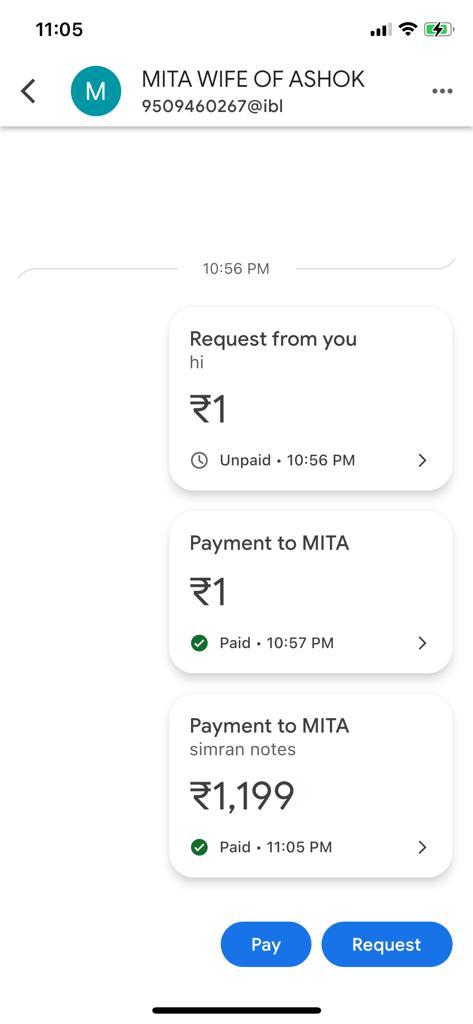 11:05
M
MITA WIFE OF ASHOK
9509460267@ibl
10:56 PM
Request from you
hi
₹1
Unpaid • 10:56 PM
Payment to MITA
₹1
Paid • 10:57 PM
Payment to MITA
simran notes
₹1,199
Paid • 11:05 PM
Pay
Request